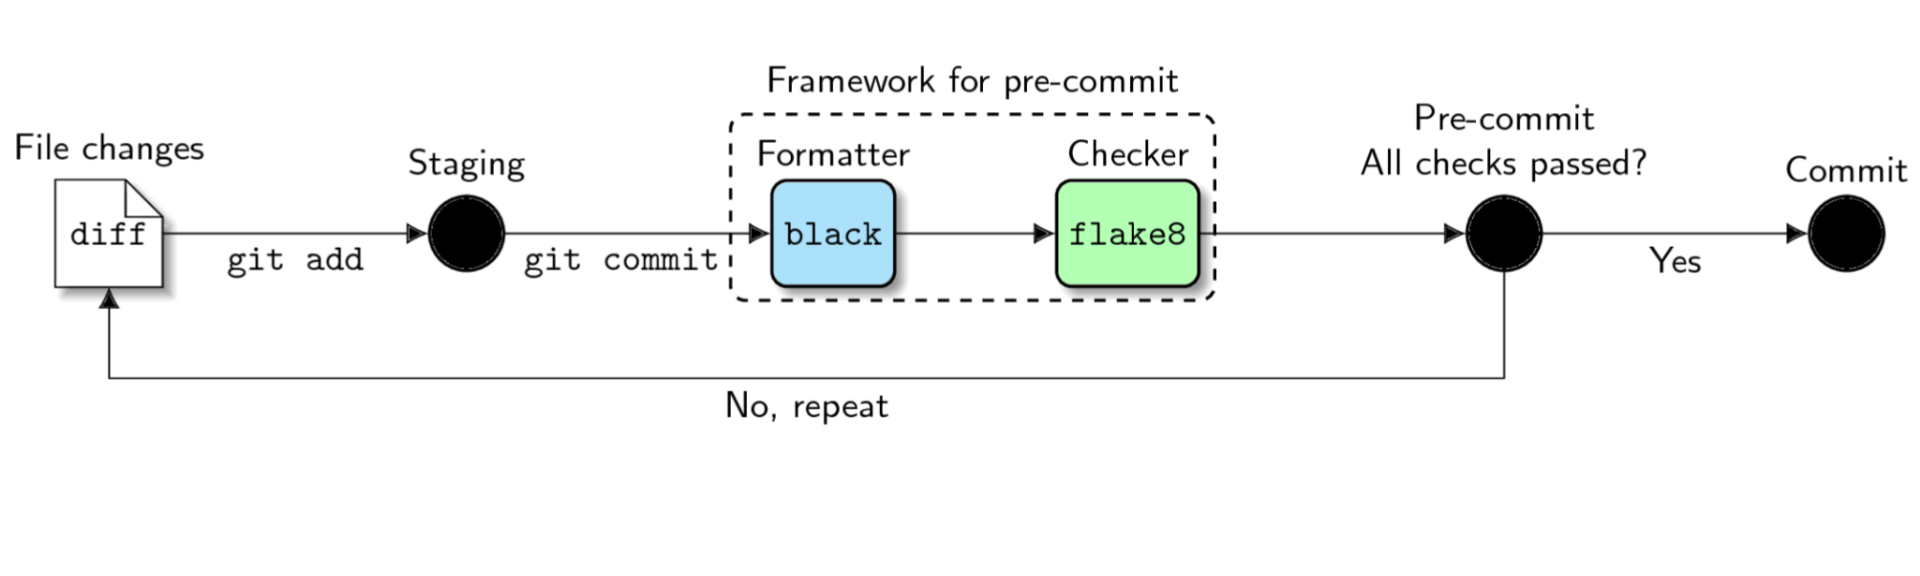 Framework for pre-commit
File changes
diff
git add
Staging
git commit
Formatter
black
Checker
flake8
Pre-commit
All checks passed?
Yes
Commit
No, repeat